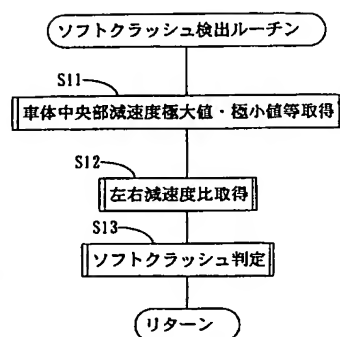 ソフトクラッシュ検出ルーチン
S11
車体中央部減速度極大値・極小値等取得
S12
左右減速度比取得
S13
ソフトクラッシュ判定
リターン